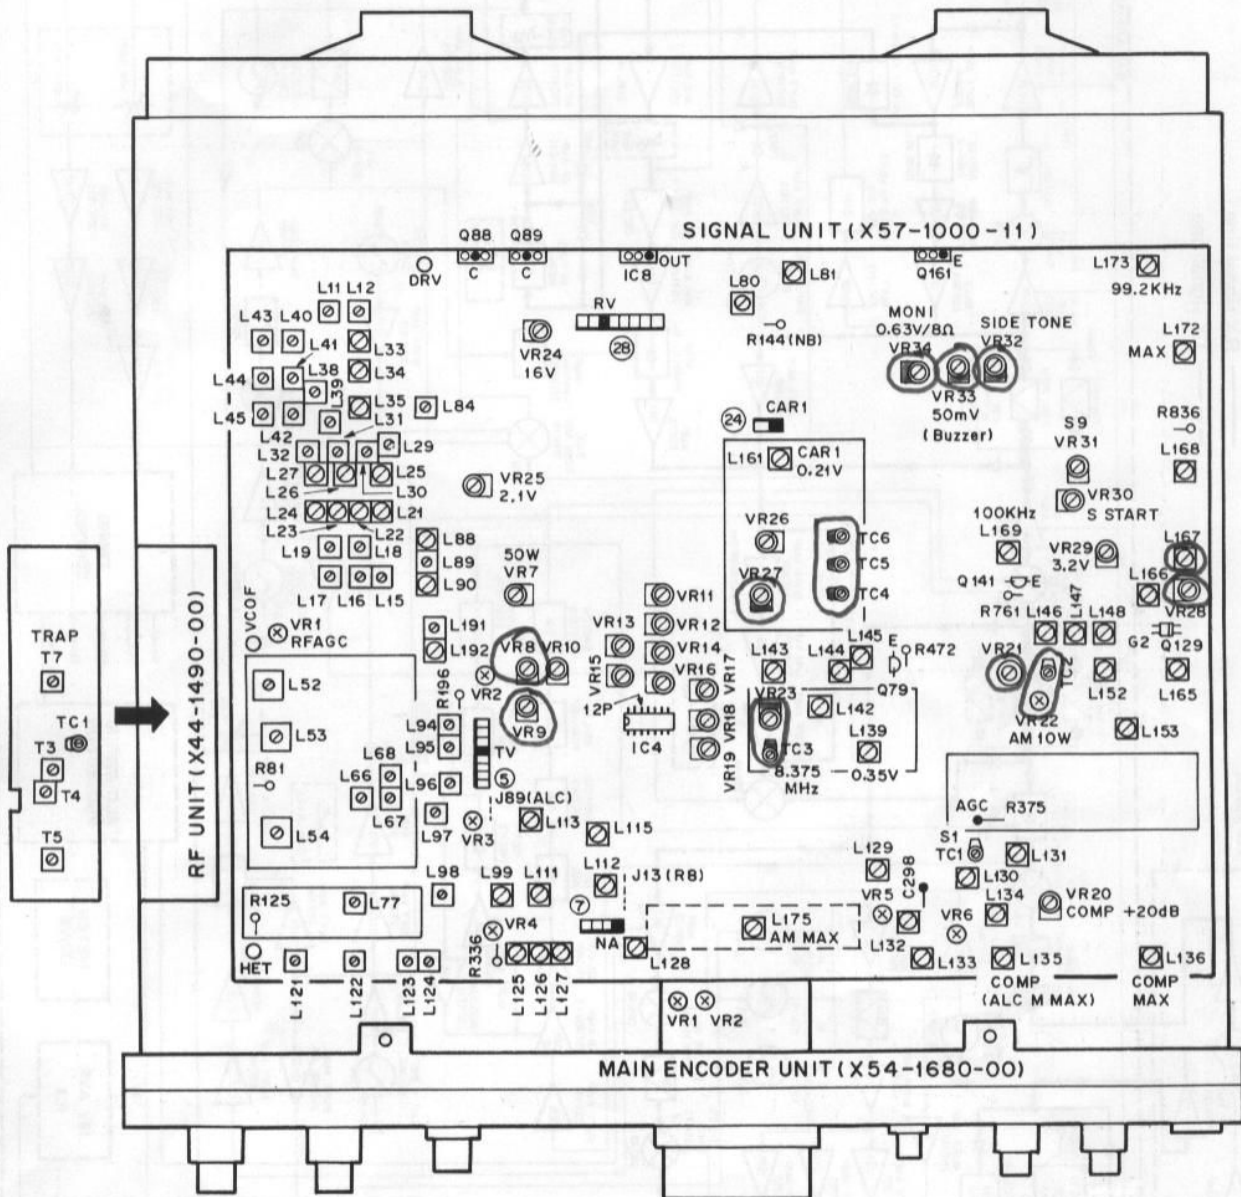 SIGNAL UNIT (X57-1000-11)
Q88
Q89
C
C
DRV
IC8
OUT
Q161
E
L173
99.2KHz
L80
L81
R144(NB)
RV
28
VR24
16V
MONI
0.63V/8Ω
VR34
SIDE TONE
VR32
VR33
50mV
(Buzzer)
L172
MAX
L11
L12
L43
L40
L41
L33
L38
L34
L44
L39
L35
L31
L84
L45
L42
L32
L29
L27
L25
L26
L30
L24
L21
L23
L22
L19
L18
L17
L16
L15
L88
L89
L90
24
CAR1
L161
CAR1
0.21V
S9
VR31
R836
L168
VR25
2.1V
VR30
S START
100KHz
L169
VR29
3.2V
L167
L166
VR28
VR26
VR27
TC6
TC5
TC4
50W
VR7
VR11
VR12
VR13
VR14
VR15
VR16
VR17
VR18
VR19
Q141
E
R761
L146
L147
L148
G2
Q129
VCOF
VR1
RFAGC
L191
L192
VR8
VR10
VR2
VR9
R196
12P
IC4
L143
L144
L145
E
R472
Q79
VR23
L142
TC3
8.375
MHz
L139
0.35V
VR21
TC2
VR22
AM 10W
L152
L165
L153
TRAP
T7
TC1
T3
T4
T5
RF UNIT (X44-1490-00)
L52
L53
R81
L54
L68
L66
L67
L94
L95
L96
L97
TV
5
J89(ALC)
VR3
L113
L115
AGC
R375
S1
TC1
L131
L129
C298
L130
L134
VR20
COMP +20dB
VR5
VR6
L132
L133
L135
COMP
(ALC M MAX)
L136
COMP
MAX
L98
L99
L111
L112
J13(R8)
7
NA
L175
AM MAX
L128
VR4
R336
R125
L77
HET
L121
L122
L123
L124
L125
L126
L127
VR1
VR2
MAIN ENCODER UNIT (X54-1680-00)